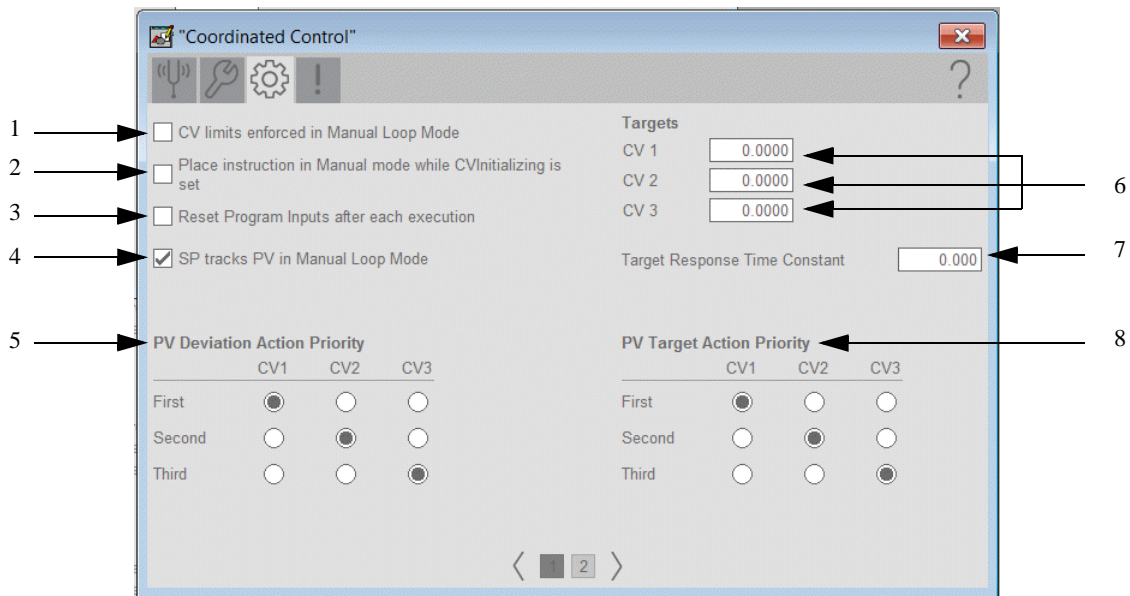 "Coordinated Control"
1
CV limits enforced in Manual Loop Mode
2
Place instruction in Manual mode while CVInitializing is
set
3
Reset Program Inputs after each execution
4
SP tracks PV in Manual Loop Mode
Targets
CV 1 0.0000
CV 2 0.0000
CV 3 0.0000
6
Target Response Time Constant 0.000
7
5
PV Deviation Action Priority
CV1 CV2 CV3
First
Second
Third
PV Target Action Priority
8
CV1 CV2 CV3
First
Second
Third
1 2